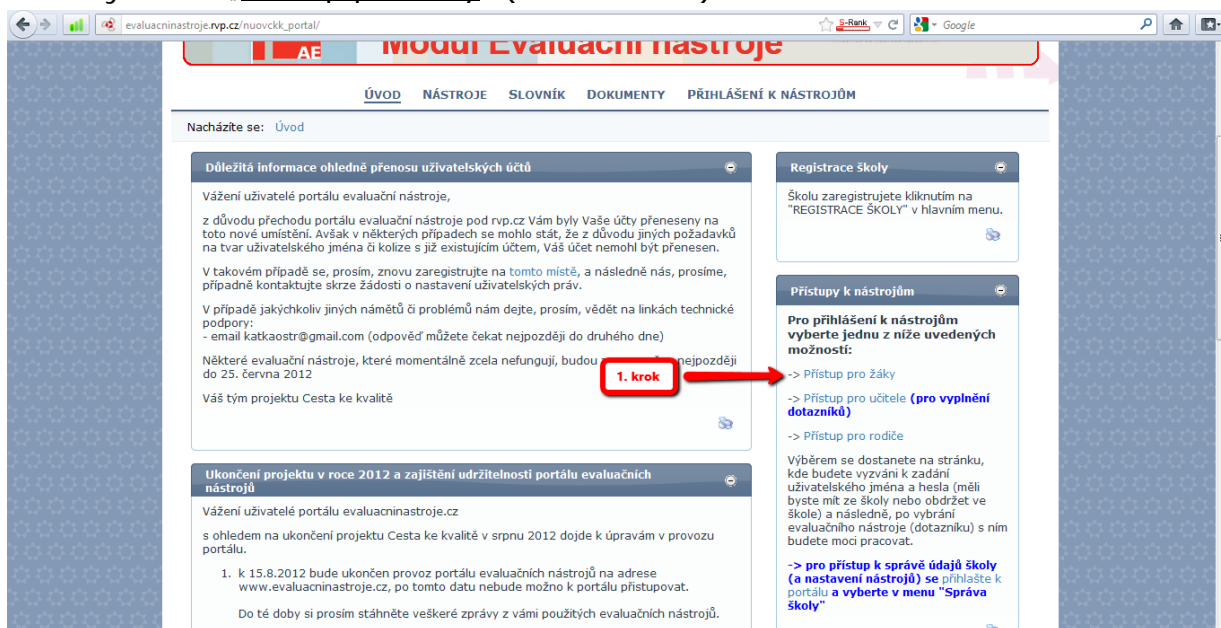 evaluacninastroje.rvp.cz/nuovckk_portal/
S-Rank
Google
AE
Modul Evaluační nástroje
ÚVOD NÁSTROJE SLOVNÍK DOKUMENTY PŘIHLÁŠENÍ K NÁSTROJŮM
Nacházíte se: Úvod
Důležitá informace ohledně přenosu uživatelských účtů
Vážení uživatelé portálu evaluační nástroje,
z důvodu přechodu portálu evaluační nástroje pod rvp.cz Vám byly Vaše účty přeneseny na
toto nové umístění. Avšak v některých případech se mohlo stát, že z důvodu jiných požadavků
na tvar uživatelského jména či kolize s již existujícím účtem, Váš účet nemohl být přenesen.
V takovém případě se, prosím, znovu zaregistrujte na tomto místě, a následně nás, prosíme,
případně kontaktujte skrze žádosti o nastavení uživatelských práv.
V případě jakýchkoliv jiných námětů či problémů nám dejte, prosím, vědět na linkách technické
podpory:
- email katkaostr@gmail.com (odpověď můžete čekat nejpozději do druhého dne)
Některé evaluační nástroje, které momentálně zcela nefungují, budou nejpozději
do 25. června 2012
Váš tým projektu Cesta ke kvalitě
1. krok
Ukončení projektu v roce 2012 a zajištění udržitelnosti portálu evaluačních
nástrojů
Vážení uživatelé portálu evaluacninastroje.cz
s ohledem na ukončení projektu Cesta ke kvalitě v srpnu 2012 dojde k úpravám v provozu
portálu.
1. k 15.8.2012 bude ukončen provoz portálu evaluačních nástrojů na adrese
www.evaluacninastroje.cz, po tomto datu nebude možno k portálu přistupovat.
Do té doby si prosím stáhněte veškeré zprávy z vámi použitých evaluačních nástrojů.
Registrace školy
Školu zaregistrujete kliknutím na
"REGISTRACE ŠKOLY" v hlavním menu.
Přístupy k nástrojům
Pro přihlášení k nástrojům
vyberte jednu z níže uvedených
možností:
-> Přístup pro žáky
-> Přístup pro učitele (pro vyplnění
dotazníků)
-> Přístup pro rodiče
Výběrem se dostanete na stránku,
kde budete vyzváni k zadání
uživatelského jména a hesla (měli
byste mít ze školy nebo obdržet ve
škole) a následně, po vybrání
evaluačního nástroje (dotazníku) s ním
budete moci pracovat.
-> pro přístup k správě údajů školy
(a nastavení nástrojů) se přihlašte k
portálu a vyberte v menu "Správa
školy"